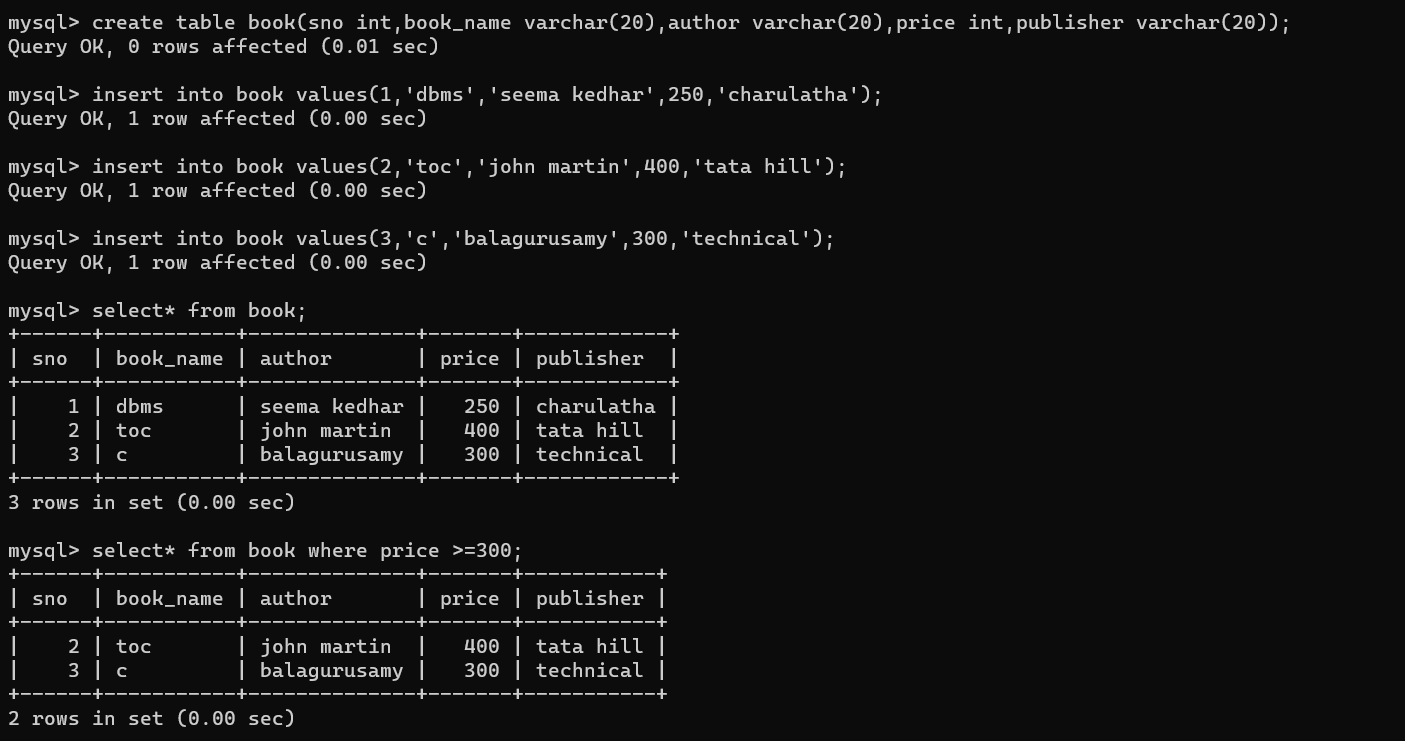 mysql> create table book(sno int,book_name varchar(20),author varchar(20),price int,publisher varchar(20));
Query OK, 0 rows affected (0.01 sec)

mysql> insert into book values(1,'dbms','seema kedhar',250,'charulatha');
Query OK, 1 row affected (0.00 sec)

mysql> insert into book values(2,'toc','john martin',400,'tata hill');
Query OK, 1 row affected (0.00 sec)

mysql> insert into book values(3,'c','balagurusamy',300,'technical');
Query OK, 1 row affected (0.00 sec)

mysql> select* from book;
+------+-----------+--------------+-------+------------+
| sno  | book_name | author       | price | publisher  |
+------+-----------+--------------+-------+------------+
|    1 | dbms      | seema kedhar |   250 | charulatha |
|    2 | toc       | john martin  |   400 | tata hill  |
|    3 | c         | balagurusamy |   300 | technical  |
+------+-----------+--------------+-------+------------+
3 rows in set (0.00 sec)

mysql> select* from book where price >=300;
+------+-----------+--------------+-------+-----------+
| sno  | book_name | author       | price | publisher |
+------+-----------+--------------+-------+-----------+
|    2 | toc       | john martin  |   400 | tata hill |
|    3 | c         | balagurusamy |   300 | technical |
+------+-----------+--------------+-------+-----------+
2 rows in set (0.00 sec)